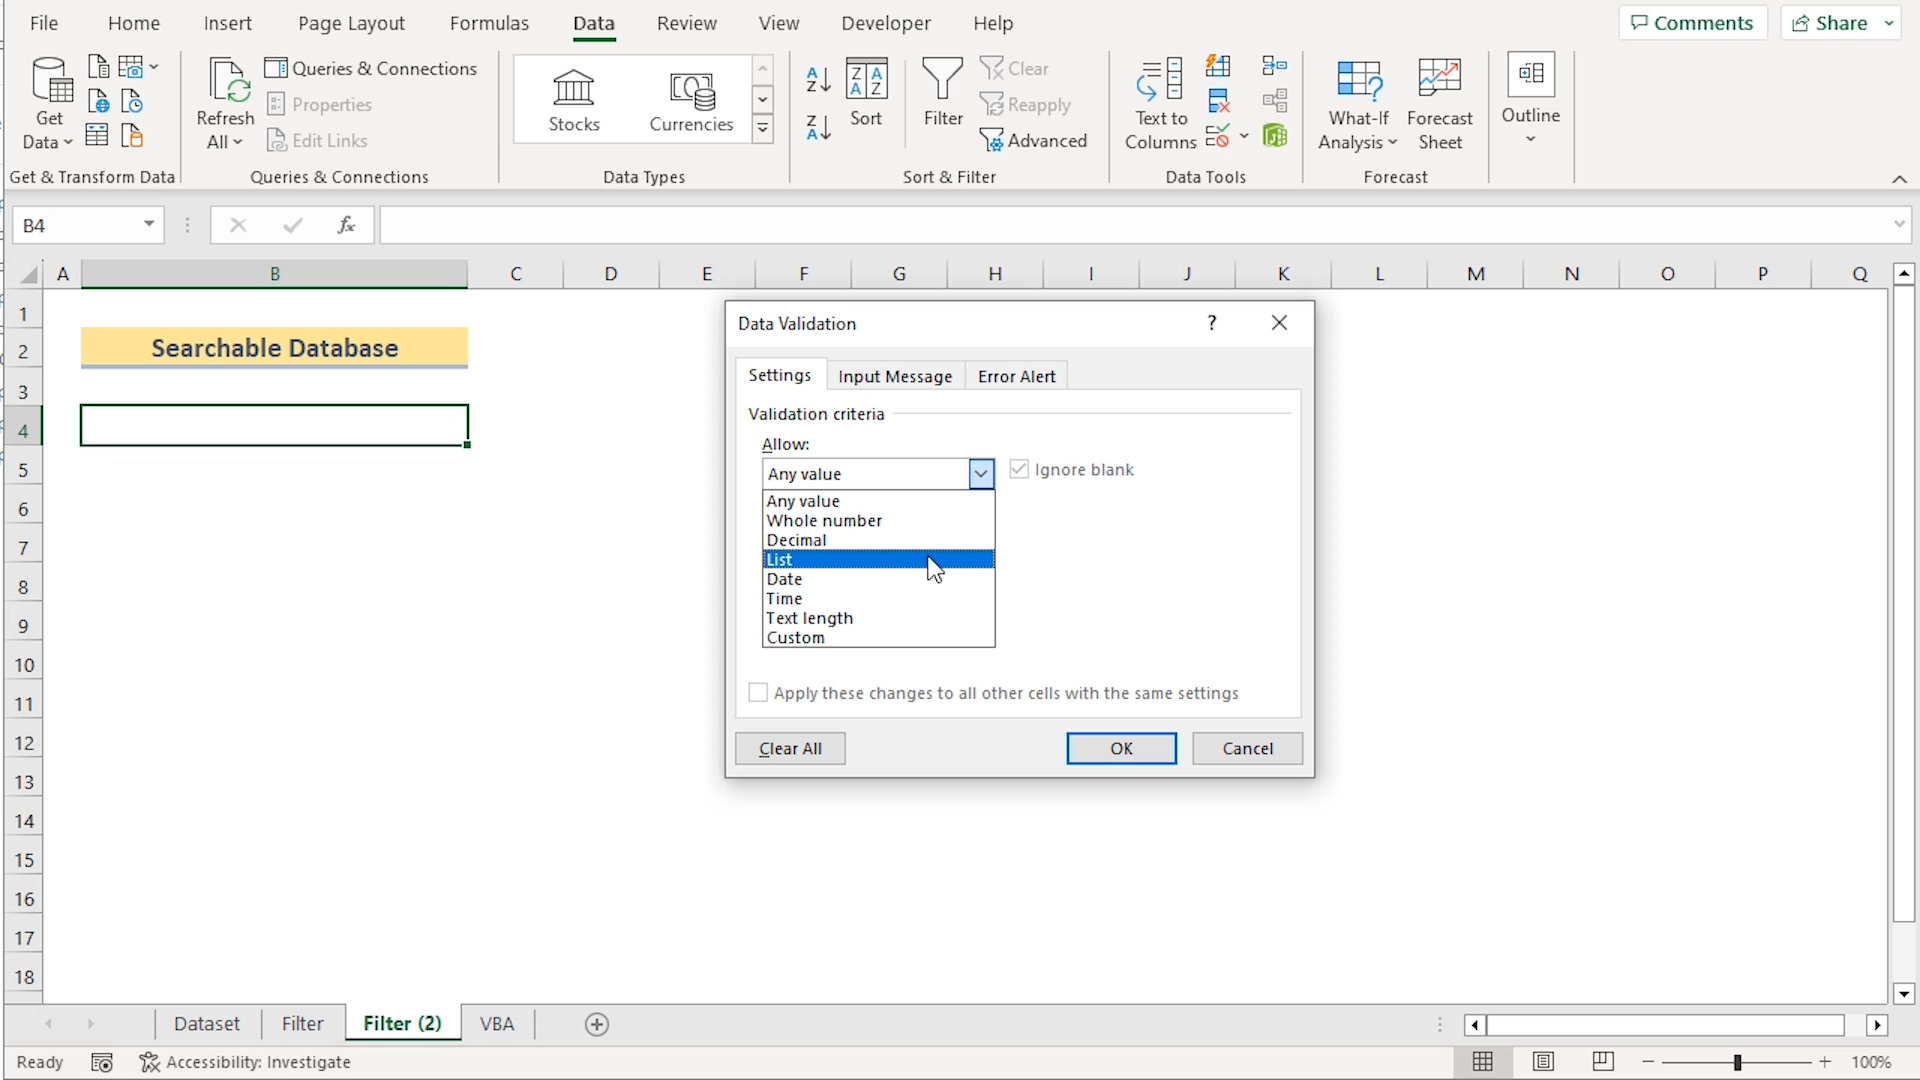 File Home Insert Page Layout Formulas Data Review View Developer Help Comments Share
Get Data
Refresh All
Queries & Connections
Properties
Edit Links
Stocks
Currencies
Sort
Filter
Clear
Reapply
Advanced
Text to Columns
What-If Analysis
Forecast Sheet
Outline
Get & Transform Data Queries & Connections Data Types Sort & Filter Data Tools Forecast
B4 fx
A B C D E F G H I J K L M N O P Q
1
2 Searchable Database
3
4
5
6
7
8
9
10
11
12
13
14
15
16
17
18
Data Validation ?
Settings Input Message Error Alert
Validation criteria
Allow:
Any value Ignore blank
Any value
Whole number
Decimal
List
Date
Time
Text length
Custom
Apply these changes to all other cells with the same settings
Clear All OK Cancel
Dataset Filter Filter (2) VBA
Ready Accessibility: Investigate 100%